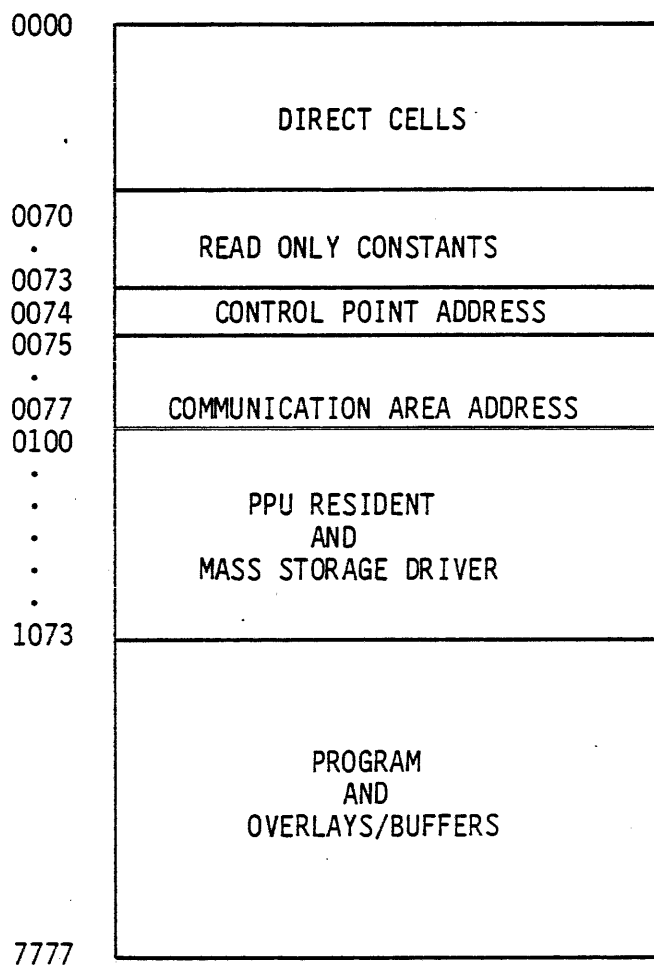 0000
DIRECT CELLS
.
0070
.
READ ONLY CONSTANTS
0073
0074 CONTROL POINT ADDRESS
0075
.
0077 COMMUNICATION AREA ADDRESS
0100
.
. PPU RESIDENT
. AND
. MASS STORAGE DRIVER
.
1073
PROGRAM
AND
OVERLAYS/BUFFERS
7777